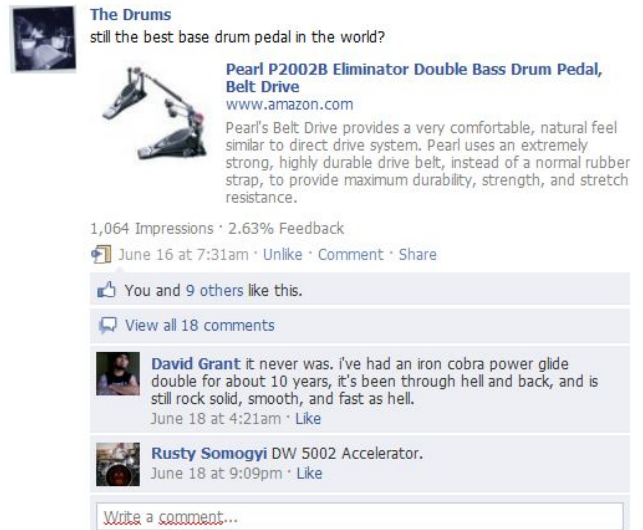 The Drums
still the best base drum pedal in the world?
Pearl P2002B Eliminator Double Bass Drum Pedal,
Belt Drive
www.amazon.com
Pearl's Belt Drive provides a very comfortable, natural feel
similar to direct drive system. Pearl uses an extremely
strong, highly durable drive belt, instead of a normal rubber
strap, to provide maximum durability, strength, and stretch
resistance.
1,064 Impressions · 2.63% Feedback
June 16 at 7:31am · Unlike · Comment · Share
You and 9 others like this.
View all 18 comments
David Grant it never was. i've had an iron cobra power glide
double for about 10 years, it's been through hell and back, and is
still rock solid, smooth, and fast as hell.
June 18 at 4:21am · Like
Rusty Somogyi DW 5002 Accelerator.
June 18 at 9:09pm · Like
Write a comment...